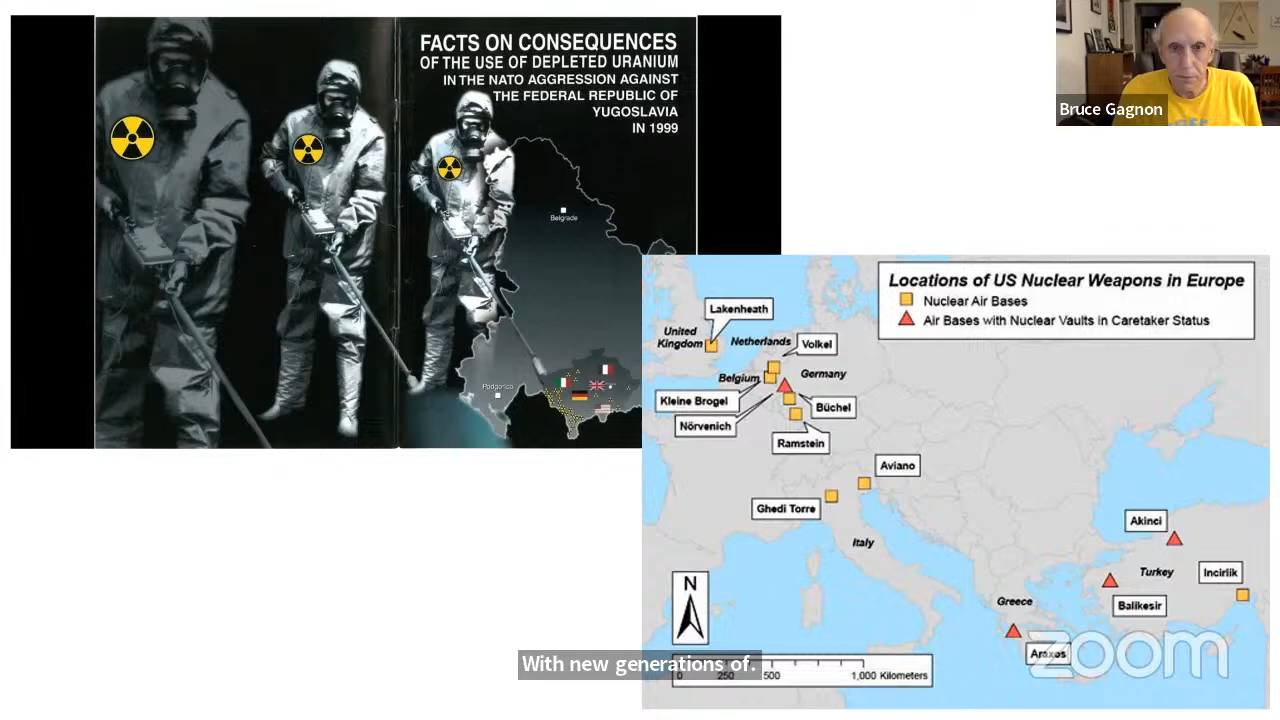 FACTS ON CONSEQUENCES
OF THE USE OF DEPLETED URANIUM
IN THE NATO AGGRESSION AGAINST
THE FEDERAL REPUBLIC OF
YUGOSLAVIA
IN 1999
Belgrade
Podgorica
Bruce Gagnon
Locations of US Nuclear Weapons in Europe
Nuclear Air Bases
Air Bases with Nuclear Vaults in Caretaker Status
Lakenheath
United
Kingdom
Netherlands
Volkel
Belgium
Germany
Kleine Brogel
Büchel
Nörvenich
Ramstein
Aviano
Ghedi Torre
Italy
Akinci
Turkey
Incirlik
Balikesir
Greece
Araxos
N
0 250 500 1,000 Kilometers
With new generations of.
zoom